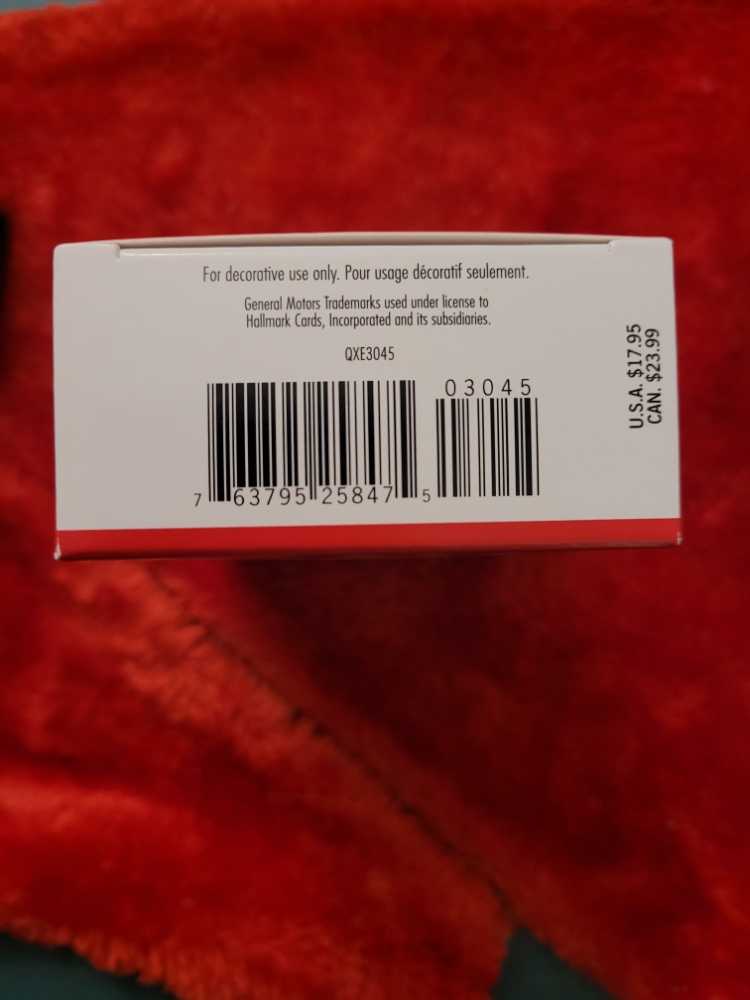 For decorative use only. Pour usage décoratif seulement.
General Motors Trademarks used under license to
Hallmark Cards, Incorporated and its subsidiaries.
QXE3045
03045
7 63795 25847 5
U.S.A. $17.95
CAN. $23.99